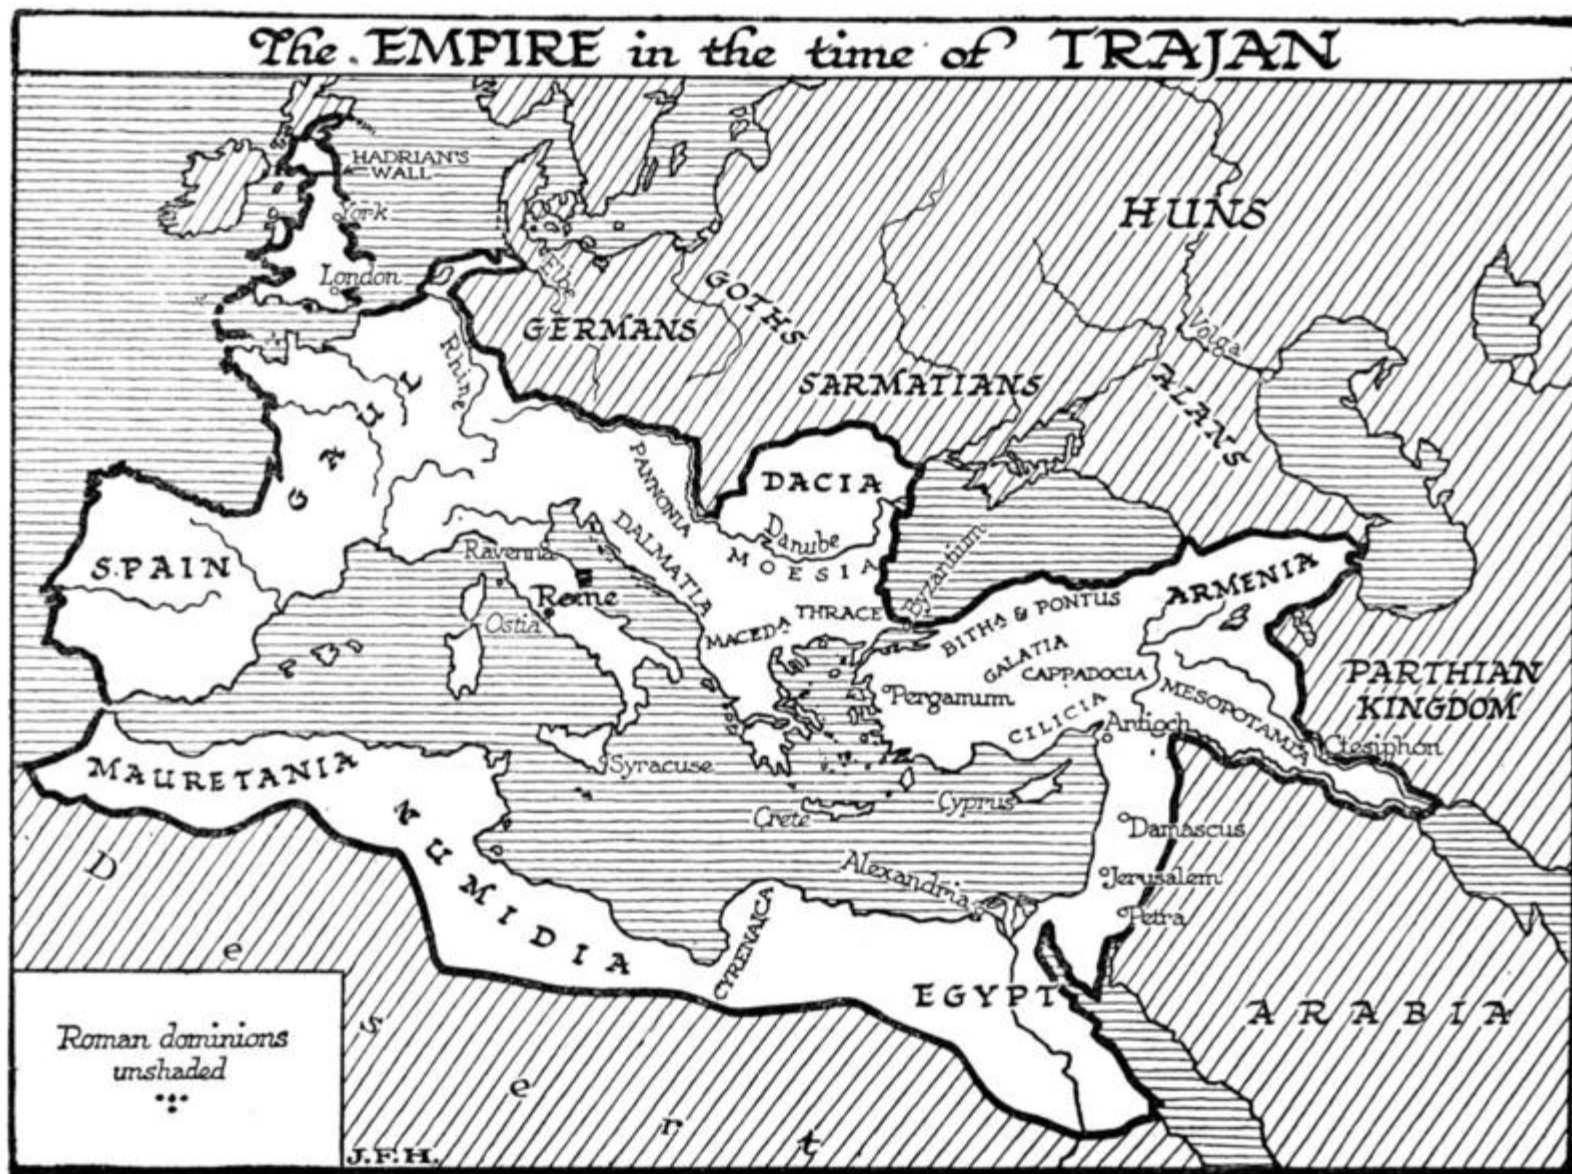 The EMPIRE in the time of TRAJAN
HADRIAN'S
WALL
York
London
Elbe
HUNS
GOTHS
GERMANS
Volga
SARMATIANS
ALANS
Rhine
GAUL
PANNONIA
DACIA
Danube
DALMATIA
MOESIA
Byzanium
SPAIN
Ravenna
Rome
Ostia
MACEDA
THRACE
BITHA & PONTUS
ARMENIA
GALATIA
CAPPADOCIA
PARTHIAN
KINGDOM
Pergamum
CILICIA
MESOPOTAMIA
Antioch
Ctesiphon
MAURETANIA
Syracuse
Crete
Cyprus
Damascus
NUMIDIA
Alexandria
Jerusalem
Petra
CYRENAICA
EGYPT
ARABIA
Desert
Roman dominions
unshaded
J.F.H.